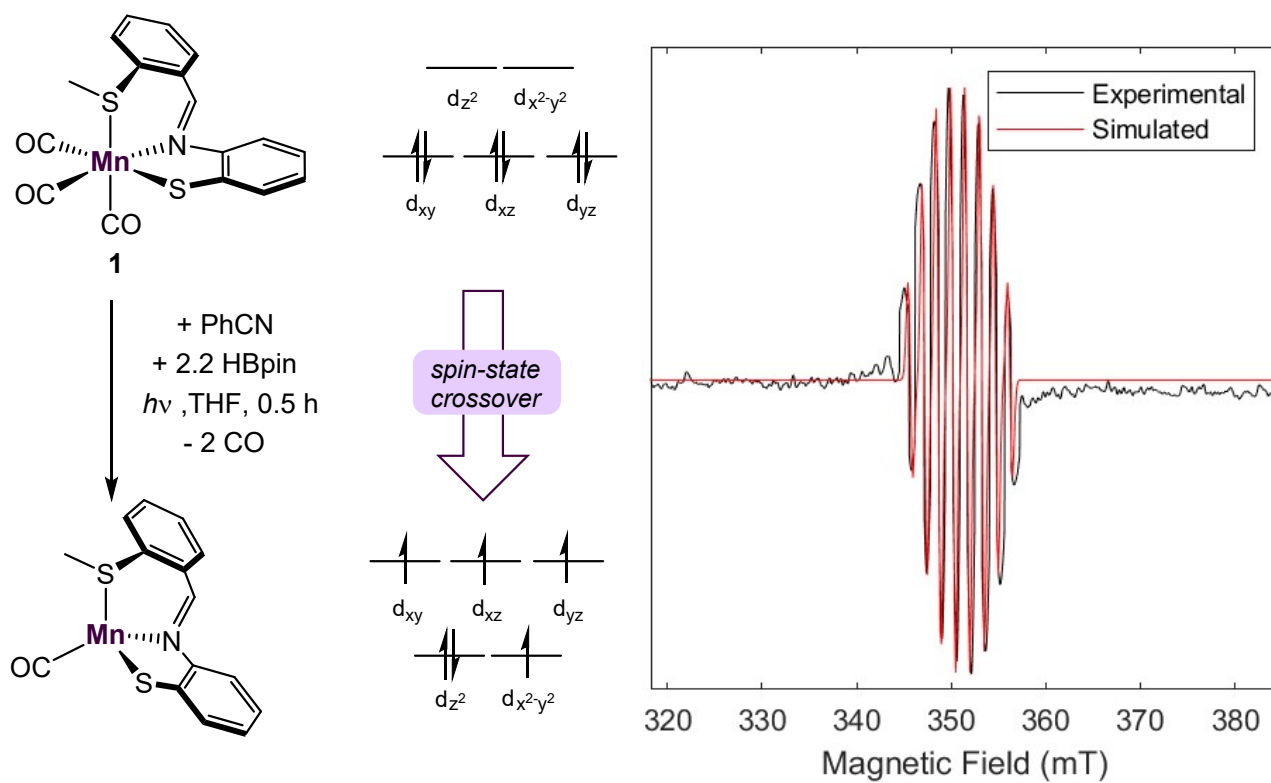 S
N
OC
Mn
OC
S
CO
1
+ PhCN
+ 2.2 HBpin
hν ,THF, 0.5 h
- 2 CO
S
Mn
N
OC
S
dz² dx²-y²
dxy dxz dyz
spin-state
crossover
dxy dxz dyz
dz² dx²-y²
Experimental
Simulated
320 330 340 350 360 370 380
Magnetic Field (mT)